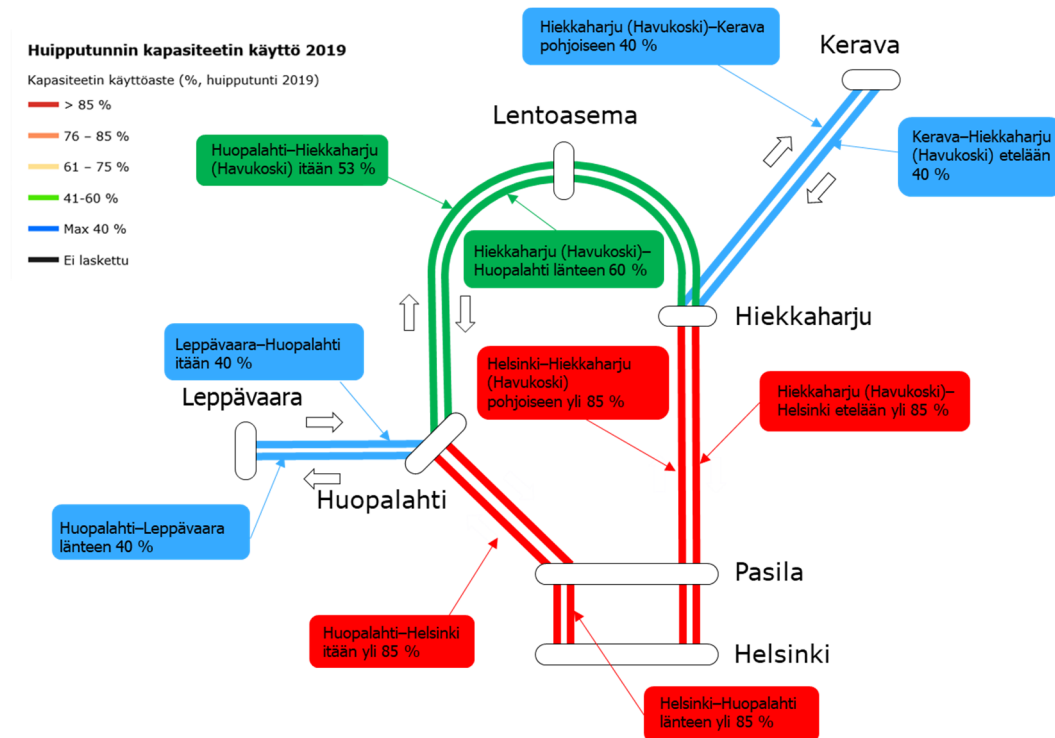 Huipputunnin kapasiteetin käyttö 2019
Kapasiteetin käyttöaste (%, huipputunti 2019)
> 85 %
76 – 85 %
61 – 75 %
41-60 %
Max 40 %
Ei laskettu
Hiekkaharju (Havukoski)–Kerava
pohjoiseen 40 %
Kerava
Lentoasema
Huopalahti–Hiekkaharju
(Havukoski) itään 53 %
Kerava–Hiekkaharju
(Havukoski) etelään
40 %
Hiekkaharju (Havukoski)–
Huopalahti länteen 60 %
Hiekkaharju
Leppävaara–Huopalahti
itään 40 %
Leppävaara
Helsinki–Hiekkaharju
(Havukoski)
pohjoiseen yli 85 %
Hiekkaharju (Havukoski)–
Helsinki etelään yli 85 %
Huopalahti
Huopalahti–Leppävaara
länteen 40 %
Pasila
Huopalahti–Helsinki
itään yli 85 %
Helsinki
Helsinki–Huopalahti
länteen yli 85 %